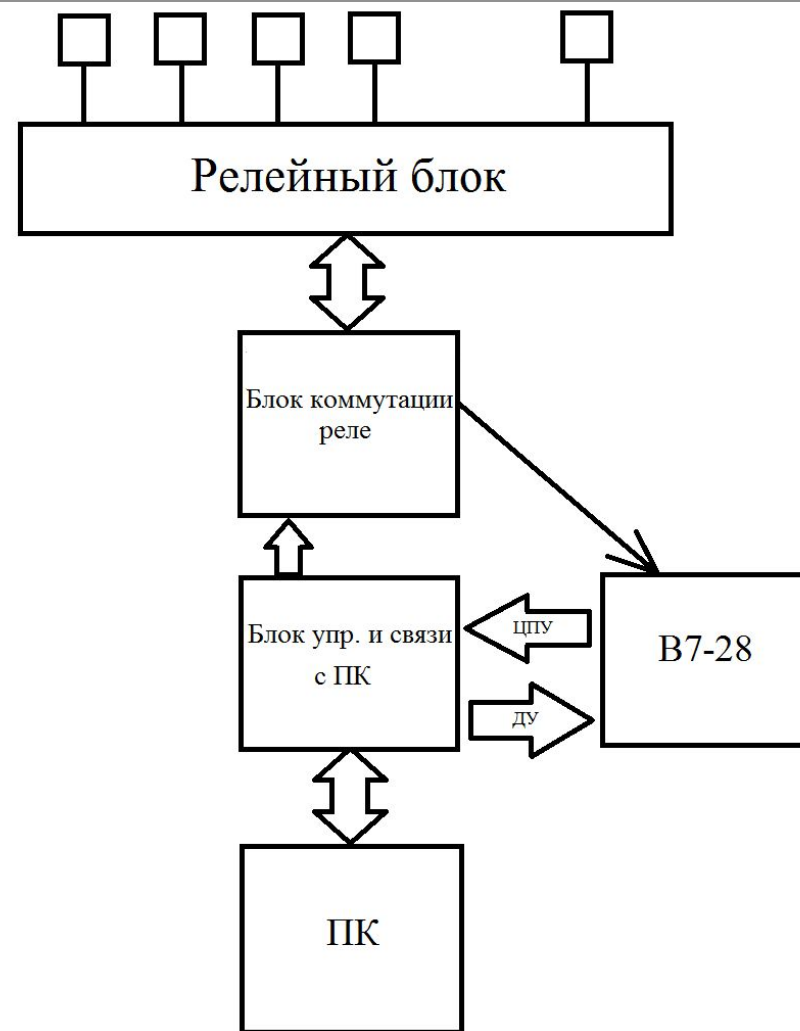 Релейный блок
Блок коммутации
реле
Блок упр. и связи
с ПК
ЦПУ
В7-28
ДУ
ПК